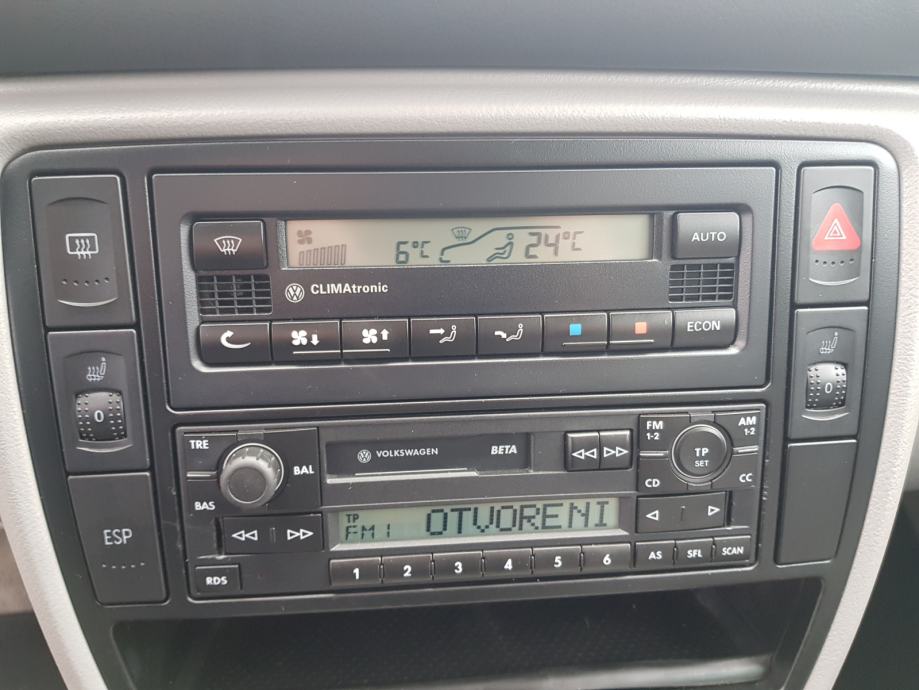 6°C 24°C
AUTO
CLIMAtronic
ECON
0
0
ESP
TRE
BAL
BAS
VOLKSWAGEN BETA
FM
1-2
AM
1-2
TP
SET
CD
CC
TP
FM1 OTVORENI
RDS
1 2 3 4 5 6
AS SFL SCAN